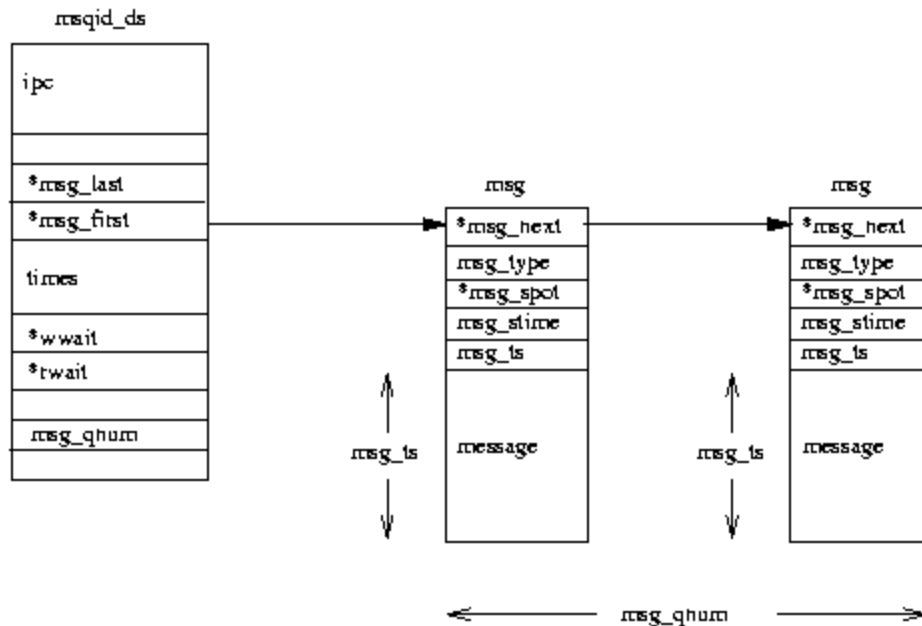 msqid_ds
ipc
*msg_last
*msg_first
times
*wwait
*rwait
msg_qnum
msg
*msg_next
msg_type
*msg_spot
msg_stime
msg_ts
message
msg_ts
msg
*msg_next
msg_type
*msg_spot
msg_stime
msg_ts
message
msg_ts
msg_qnum